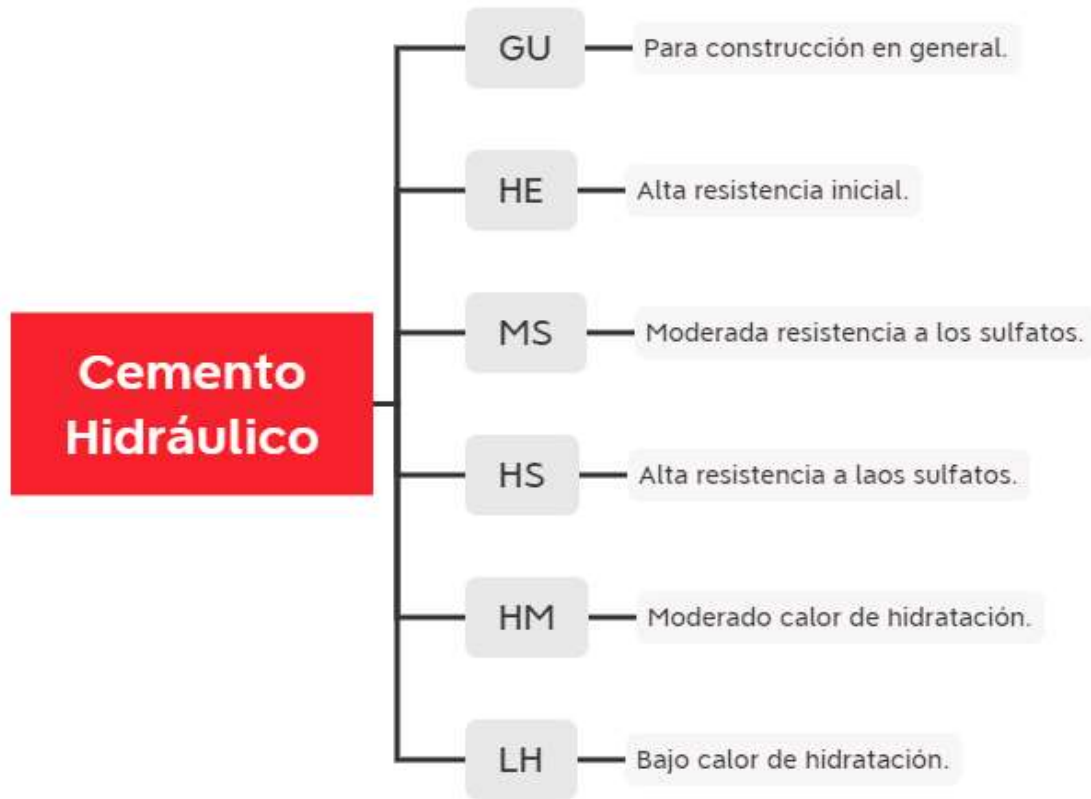 Cemento
Hidráulico
GU
Para construcción en general.
HE
Alta resistencia inicial.
MS
Moderada resistencia a los sulfatos.
HS
Alta resistencia a laos sulfatos.
HM
Moderado calor de hidratación.
LH
Bajo calor de hidratación.